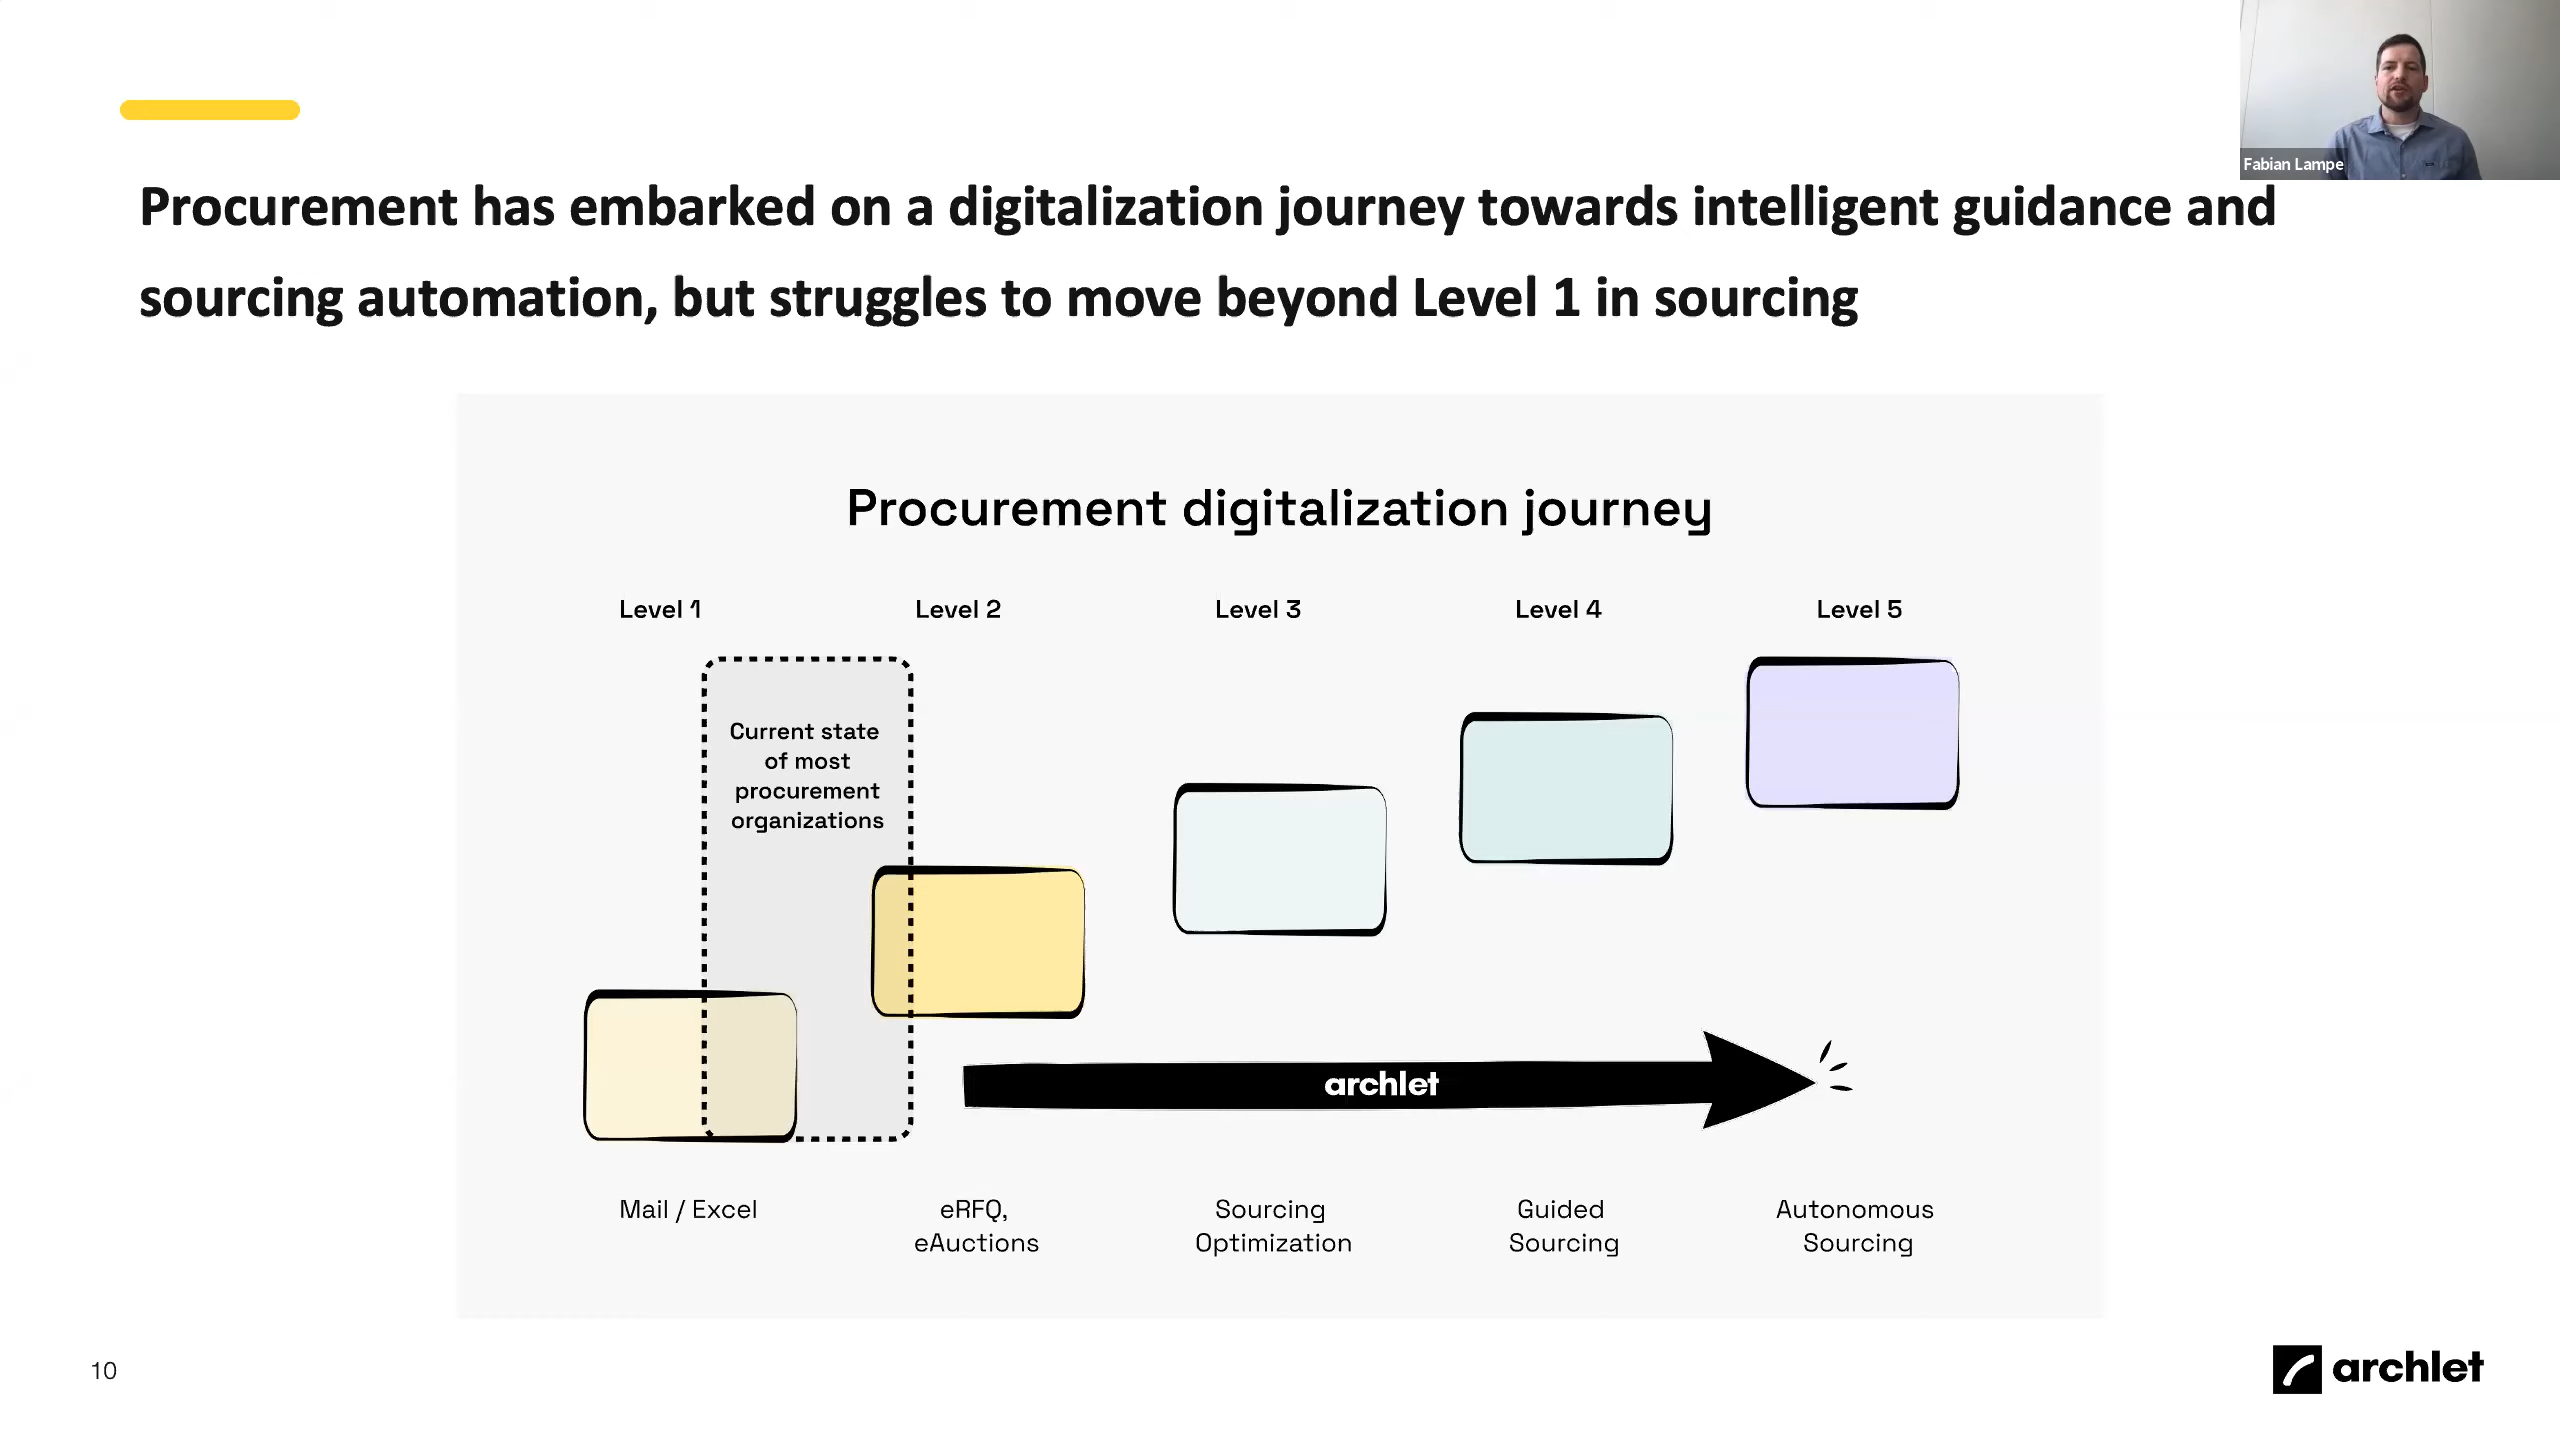 Fabian Lampe
Procurement has embarked on a digitalization journey towards intelligent guidance and
sourcing automation, but struggles to move beyond Level 1 in sourcing
Procurement digitalization journey
Level 1
Level 2
Level 3
Level 4
Level 5
Current state
of most
procurement
organizations
archlet
Mail / Excel
eRFQ,
eAuctions
Sourcing
Optimization
Guided
Sourcing
Autonomous
Sourcing
10
archlet